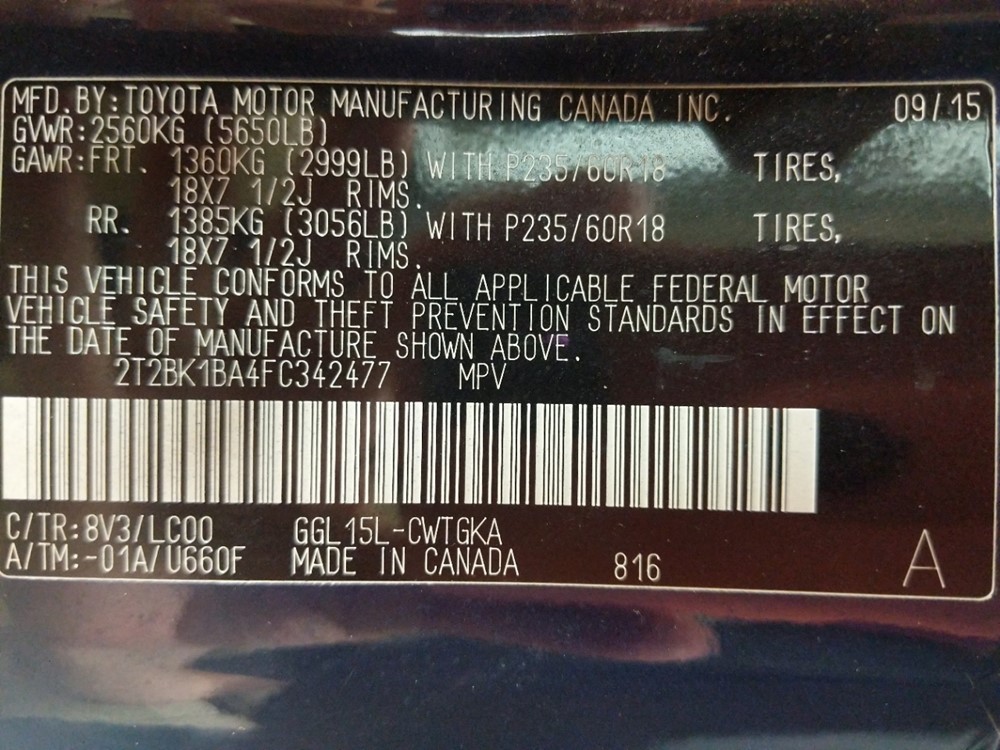 MFD.BY:TOYOTA MOTOR MANUFACTURING CANADA INC. 09/15
GVWR:2560KG (5650LB)
GAWR:FRT. 1360KG (2999LB) WITH P235/60R18 TIRES,
18X7 1/2J RIMS.
RR. 1385KG (3056LB) WITH P235/60R18 TIRES,
18X7 1/2J RIMS.
THIS VEHICLE CONFORMS TO ALL APPLICABLE FEDERAL MOTOR
VEHICLE SAFETY AND THEFT PREVENTION STANDARDS IN EFFECT ON
THE DATE OF MANUFACTURE SHOWN ABOVE.
2T2BK1BA4FC342477 MPV
C/TR:8V3/LC00 GGL15L-CWTGKA
A/TM:-01A/U660F MADE IN CANADA 816 A